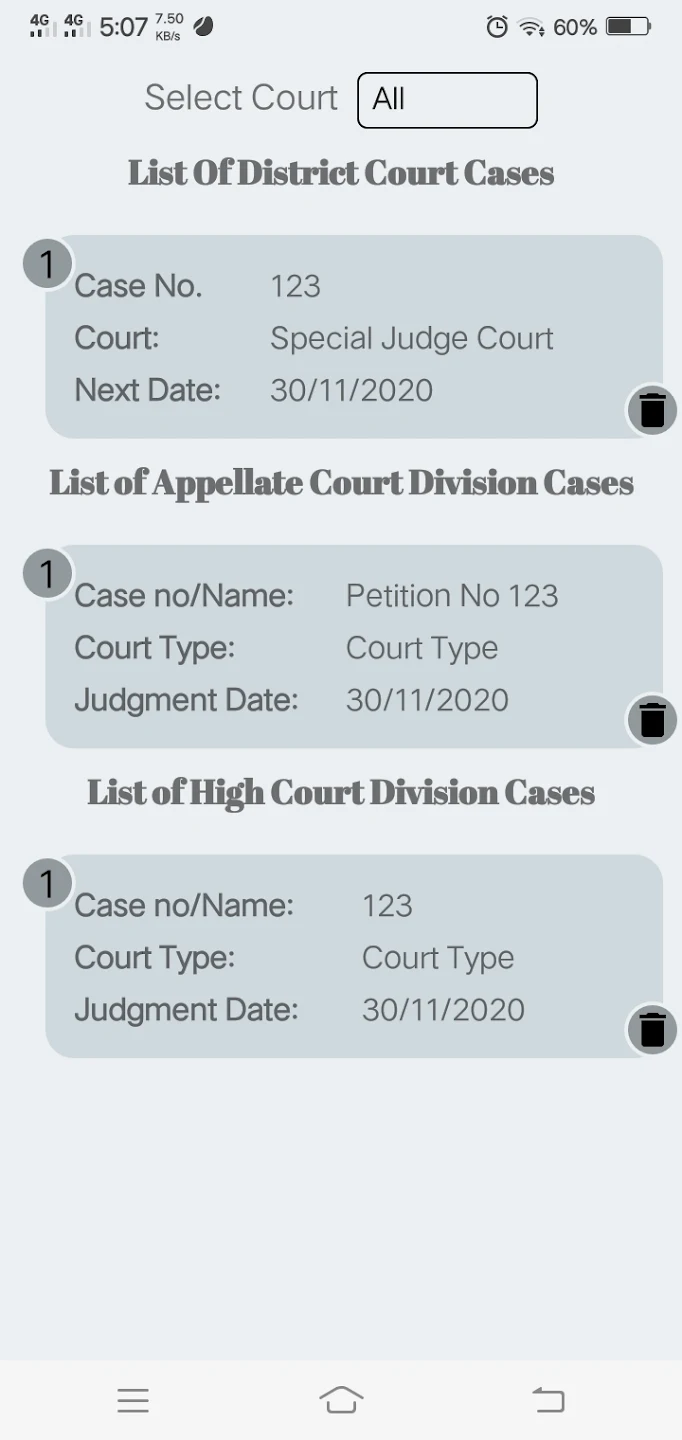 4G 4G 5:07 7.50 KB/s 60%
Select Court All
List Of District Court Cases
1
Case No. 123
Court: Special Judge Court
Next Date: 30/11/2020
List of Appellate Court Division Cases
1
Case no/Name: Petition No 123
Court Type: Court Type
Judgment Date: 30/11/2020
List of High Court Division Cases
1
Case no/Name: 123
Court Type: Court Type
Judgment Date: 30/11/2020